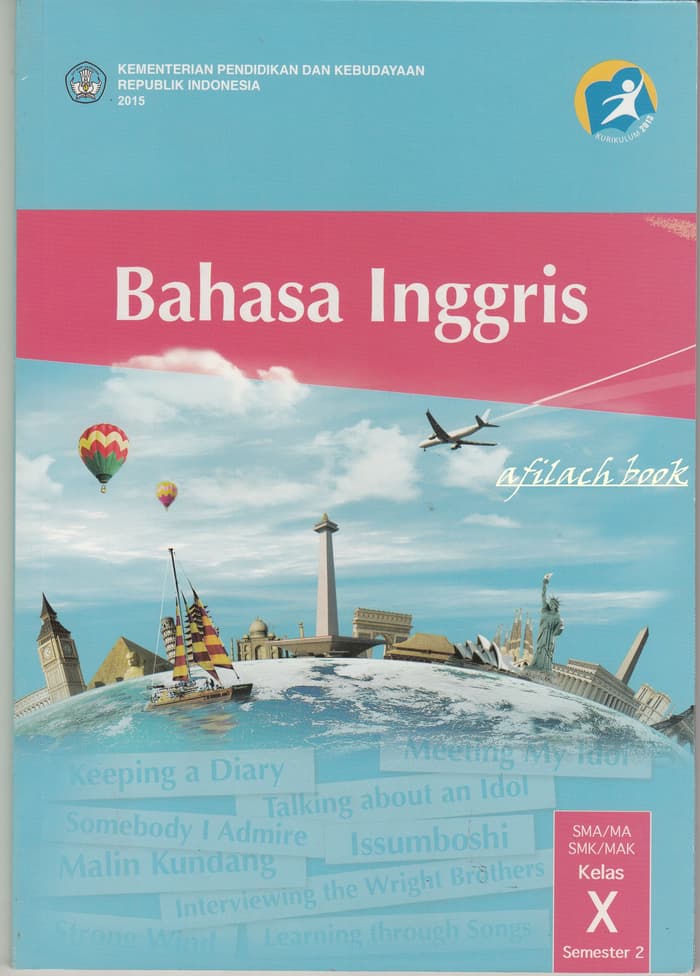 KEMENTERIAN PENDIDIKAN DAN KEBUDAYAAN
REPUBLIK INDONESIA
2015
KURIKULUM 2013
Bahasa Inggris
afilach book
Meeting My Idol
Keeping a Diary
Talking about an Idol
Somebody I Admire
Issumboshi
Malin Kundang
Interviewing the Wright Brothers
Strong Wind
Learning through Songs
SMA/MA
SMK/MAK
Kelas
X
Semester 2